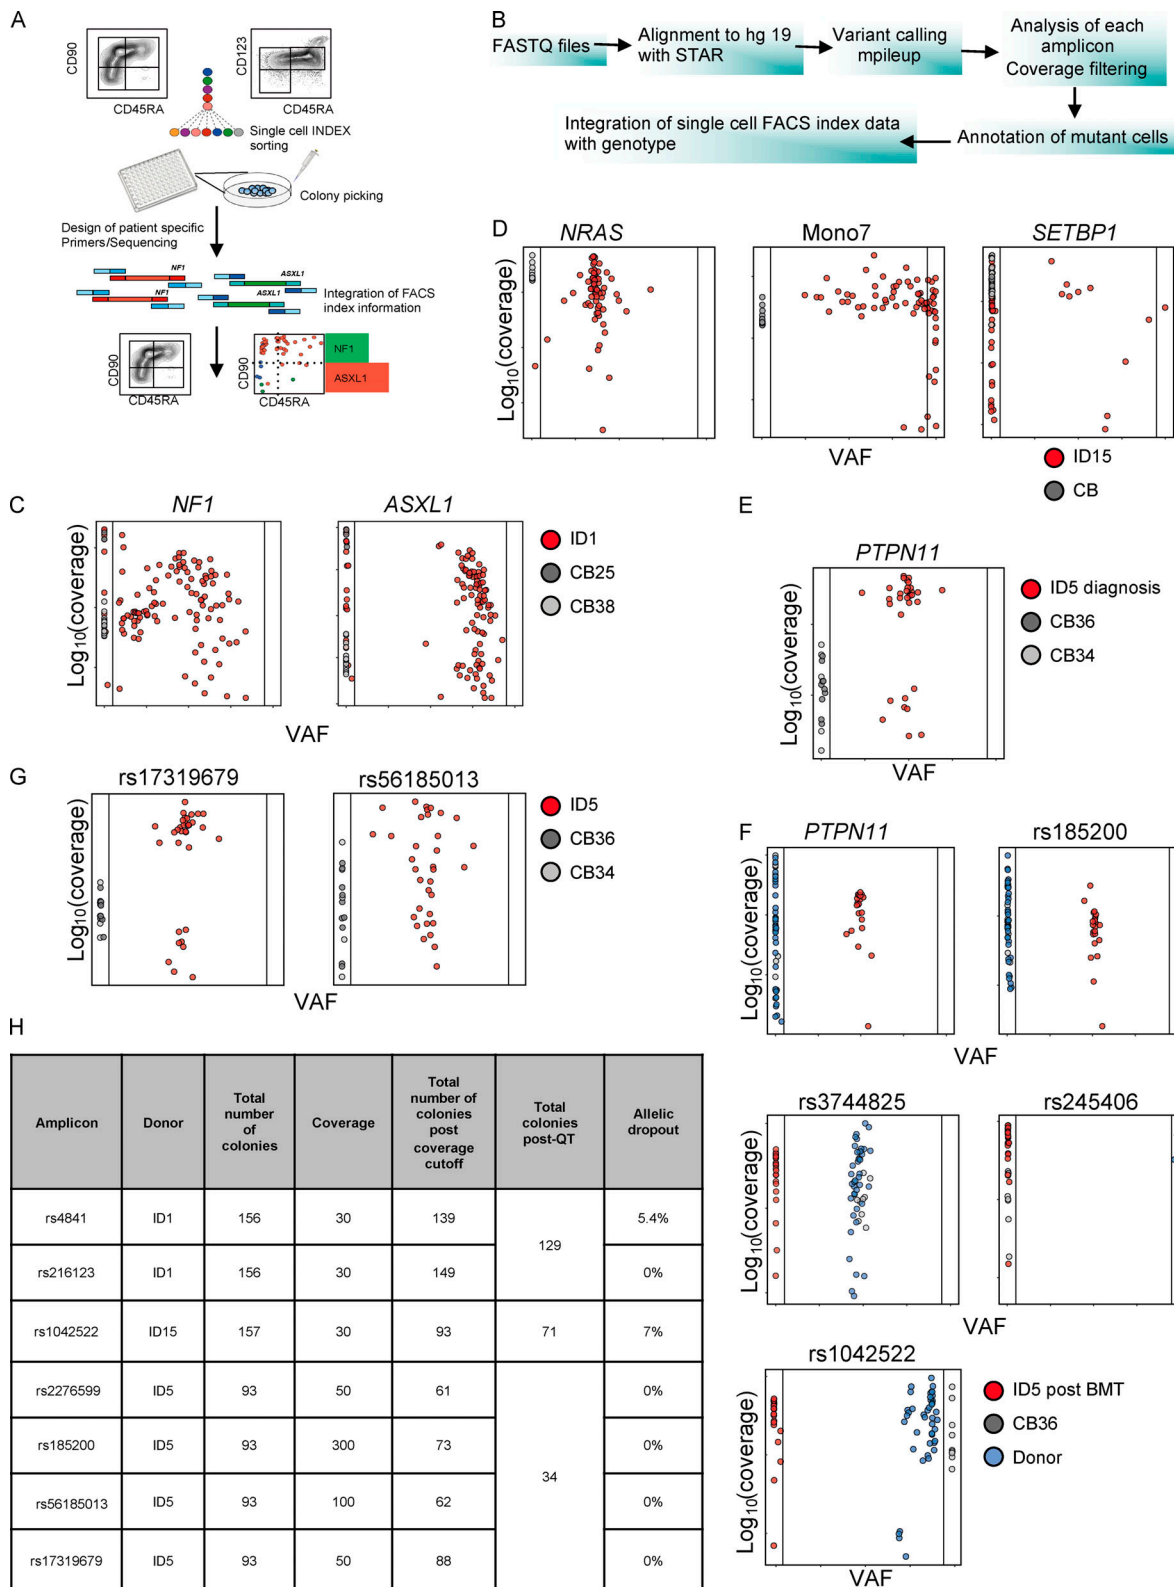 A
CD90
CD45RA
CD123
CD45RA
Single cell INDEX
sorting
Colony picking
Design of patient specific
Primers/Sequencing
NF1
NF1
ASXL1
ASXL1
Integration of FACS
index information
CD90
CD45RA
CD90
CD45RA
NF1
ASXL1
B
FASTQ files
Alignment to hg 19
with STAR
Variant calling
mpileup
Analysis of each
amplicon
Coverage filtering
Annotation of mutant cells
Integration of single cell FACS index data
with genotype
D
NRAS
Mono7
SETBP1
Log10(coverage)
VAF
ID15
CB
C
NF1
ASXL1
Log10(coverage)
VAF
ID1
CB25
CB38
E
PTPN11
Log10(coverage)
VAF
ID5 diagnosis
CB36
CB34
G
rs17319679
rs56185013
Log10(coverage)
VAF
ID5
CB36
CB34
F
PTPN11
rs185200
Log10(coverage)
VAF
rs3744825
rs245406
Log10(coverage)
VAF
rs1042522
Log10(coverage)
VAF
ID5 post BMT
CB36
Donor
H
Amplicon Donor Total number of colonies Coverage Total number of colonies post coverage cutoff Total colonies post-QT Allelic dropout
rs4841 ID1 156 30 139 129 5.4%
rs216123 ID1 156 30 149 0%
rs1042522 ID15 157 30 93 71 7%
rs2276599 ID5 93 50 61 34 0%
rs185200 ID5 93 300 73 0%
rs56185013 ID5 93 100 62 0%
rs17319679 ID5 93 50 88 0%